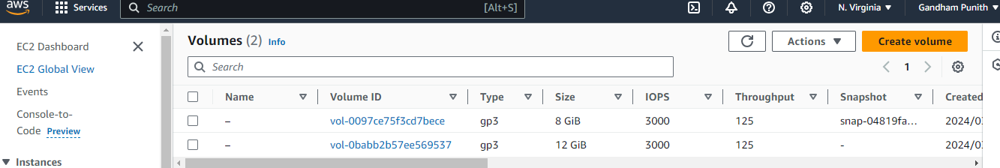 aws Services Search [Alt+S] N. Virginia Gandham Punith
EC2 Dashboard
EC2 Global View
Events
Console-to-
Code Preview
Instances
Volumes (2) Info Actions Create volume
Search 1
Name Volume ID Type Size IOPS Throughput Snapshot Created
– vol-0097ce75f3cd7bece gp3 8 GiB 3000 125 snap-04819fa... 2024/0
– vol-0babb2b57ee569537 gp3 12 GiB 3000 125 - 2024/0